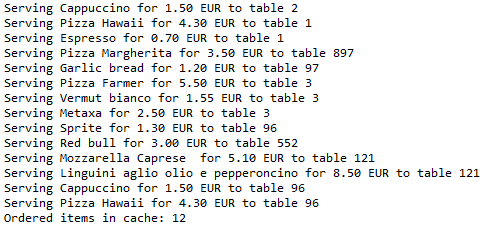 Serving Cappuccino for 1.50 EUR to table 2
Serving Pizza Hawaii for 4.30 EUR to table 1
Serving Espresso for 0.70 EUR to table 1
Serving Pizza Margherita for 3.50 EUR to table 897
Serving Garlic bread for 1.20 EUR to table 97
Serving Pizza Farmer for 5.50 EUR to table 3
Serving Vermut bianco for 1.55 EUR to table 3
Serving Metaxa for 2.50 EUR to table 3
Serving Sprite for 1.30 EUR to table 96
Serving Red bull for 3.00 EUR to table 552
Serving Mozzarella Caprese  for 5.10 EUR to table 121
Serving Linguini aglio olio e pepperoncino for 8.50 EUR to table 121
Serving Cappuccino for 1.50 EUR to table 96
Serving Pizza Hawaii for 4.30 EUR to table 96
Ordered items in cache: 12